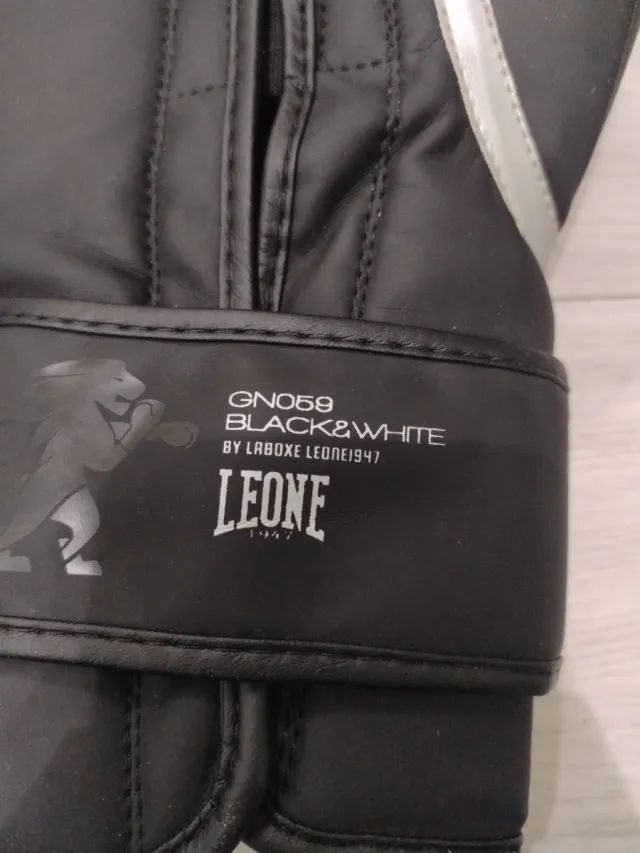 GN059
BLACK&WHITE
BY LABOXE LEONE1947
LEONE
1947